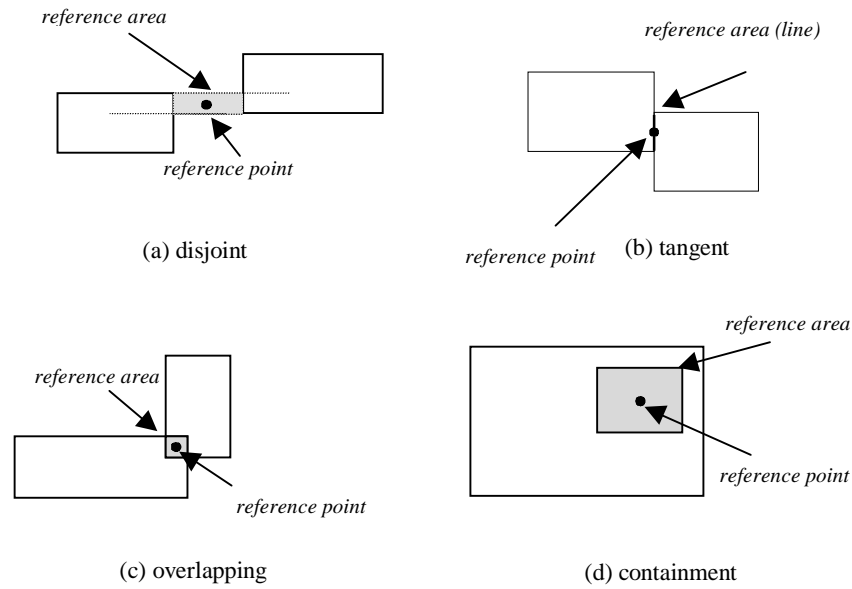 reference area
reference point
(a) disjoint
reference area (line)
reference point
(b) tangent
reference area
reference point
(c) overlapping
reference area
reference point
(d) containment